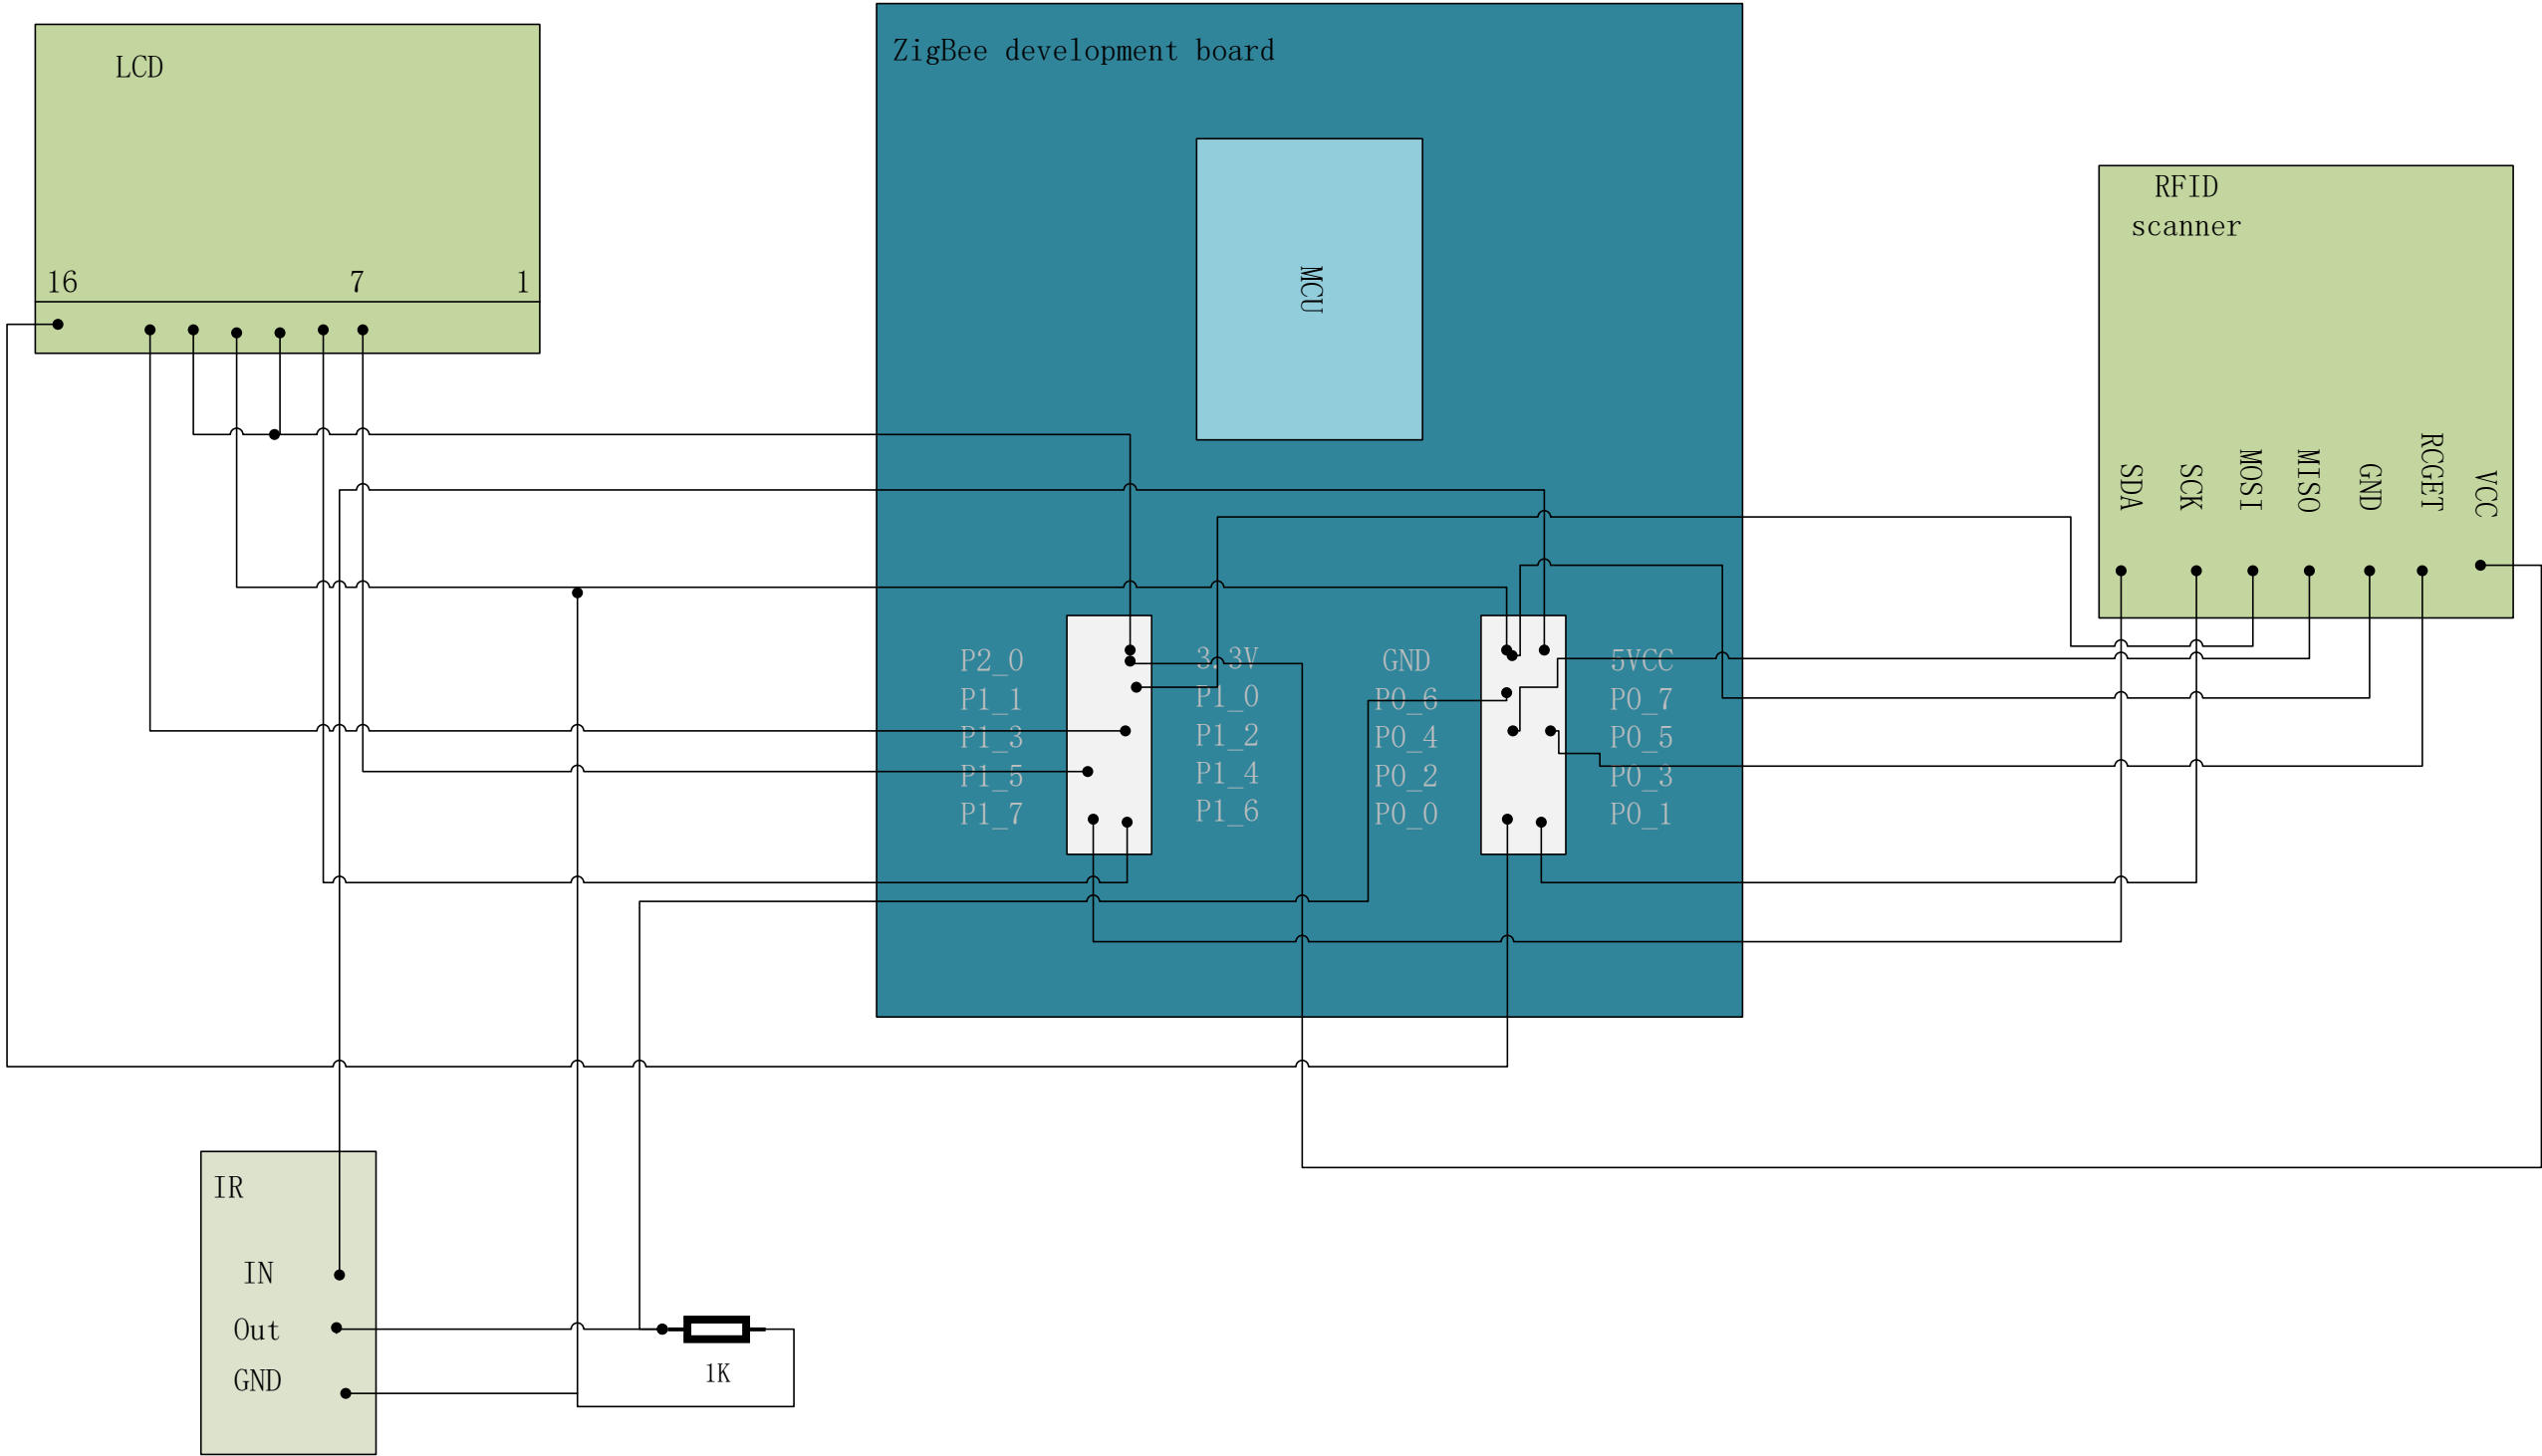 LCD
16 7 1
ZigBee development board
MCU
P2_0 3.3V
P1_1 P1_0
P1_3 P1_2
P1_5 P1_4
P1_7 P1_6
GND 5VCC
P0_6 P0_7
P0_4 P0_5
P0_2 P0_3
P0_0 P0_1
RFID
scanner
SDA
SCK
MOSI
MISO
GND
RCGET
VCC
IR
IN
Out
GND
1K